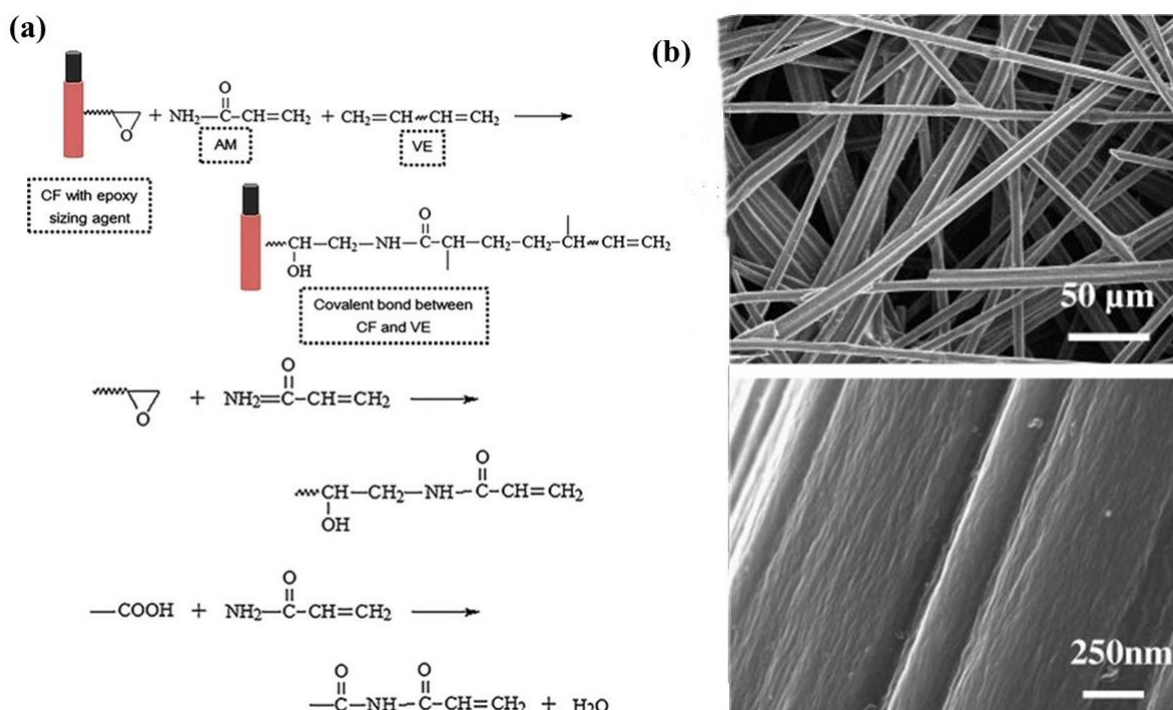 (a)
(b)
O
NH₂—C—CH=CH₂
+
+
CH₂=CH~CH=CH₂
O
AM
VE
CF with epoxy
sizing agent
O
CH—CH₂—NH—C—CH—CH₂—CH₂—CH~CH=CH₂
OH
Covalent bond between
CF and VE
50 µm
O
+
NH₂=C—CH=CH₂
O
O
CH—CH₂—NH—C—CH=CH₂
OH
O
—COOH + NH₂—C—CH=CH₂
250nm
O O
—C—NH—C—CH=CH₂ + H₂O